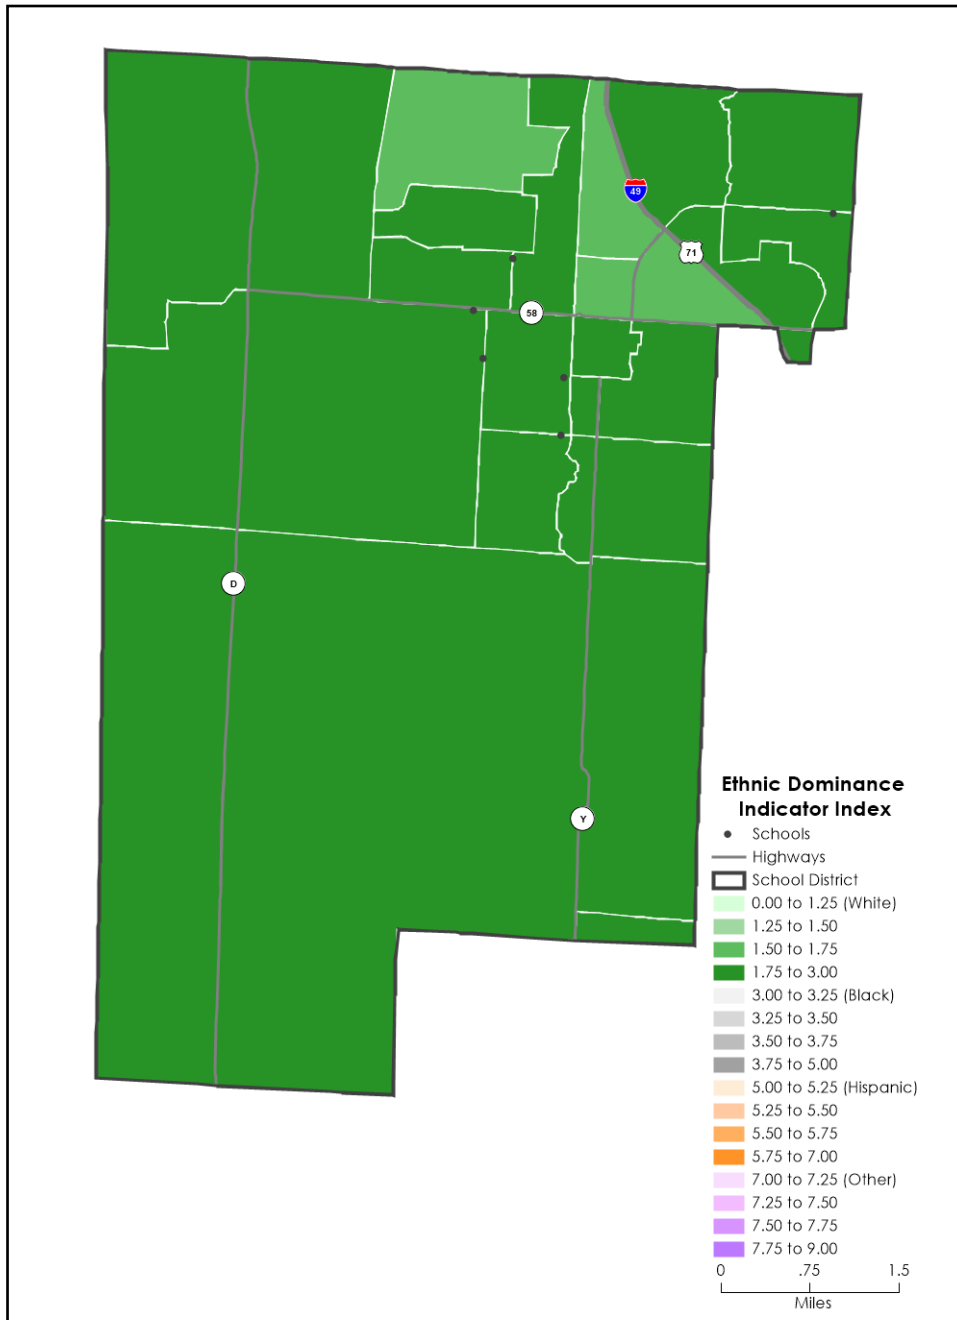 49
71
58
D
Y
Ethnic Dominance
Indicator Index
Schools
Highways
School District
0.00 to 1.25 (White)
1.25 to 1.50
1.50 to 1.75
1.75 to 3.00
3.00 to 3.25 (Black)
3.25 to 3.50
3.50 to 3.75
3.75 to 5.00
5.00 to 5.25 (Hispanic)
5.25 to 5.50
5.50 to 5.75
5.75 to 7.00
7.00 to 7.25 (Other)
7.25 to 7.50
7.50 to 7.75
7.75 to 9.00
0 .75 1.5
Miles